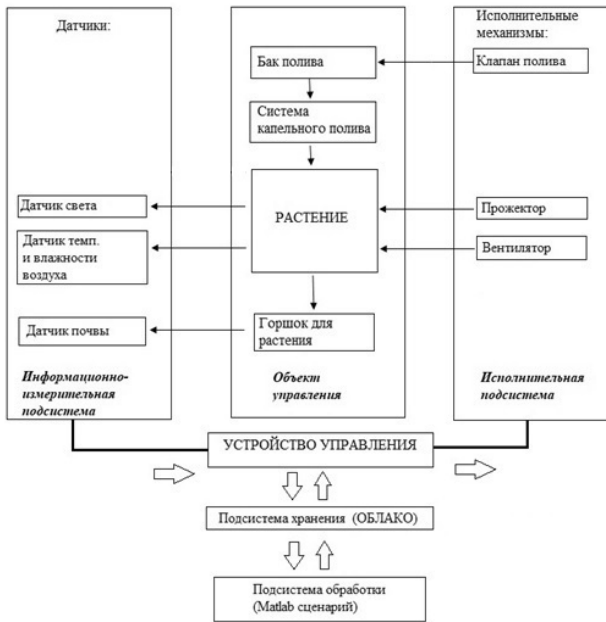 Датчики:
Датчик света
Датчик темп.
и влажности
воздуха
Датчик почвы
Информационно-
измерительная
подсистема
Бак полива
Система
капельного полива
РАСТЕНИЕ
Горшок для
растения
Объект
управления
Исполнительные
механизмы:
Клапан полива
Прожектор
Вентилятор
Исполнительная
подсистема
УСТРОЙСТВО УПРАВЛЕНИЯ
Подсистема хранения (ОБЛАКО)
Подсистема обработки
(Matlab сценарий)